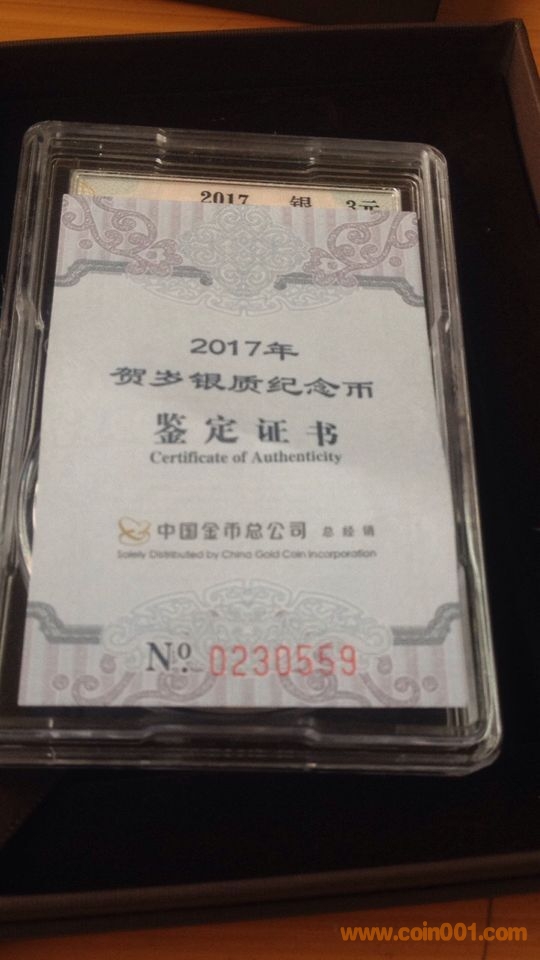 2017 银 3元
2017年
贺岁银质纪念币
鉴定证书
Certificate of Authenticity
中国金币总公司 总经销
Solely Distributed by China Gold Coin Incorporation
No. 0230559
www.coin001.com